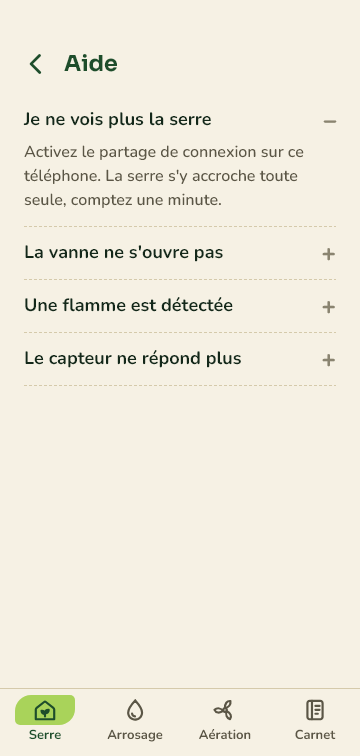 Aide
Je ne vois plus la serre
Activez le partage de connexion sur ce
téléphone. La serre s'y accroche toute
seule, comptez une minute.
La vanne ne s'ouvre pas
Une flamme est détectée
Le capteur ne répond plus
Serre
Arrosage
Aération
Carnet